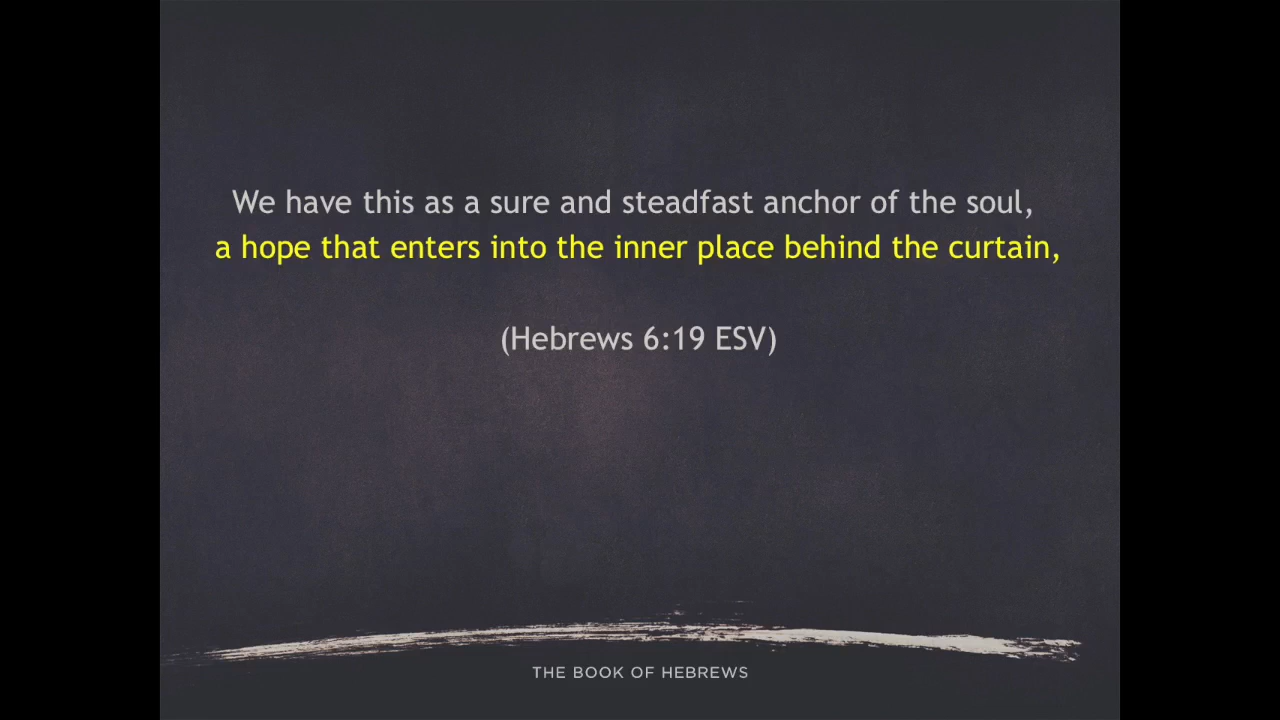 We have this as a sure and steadfast anchor of the soul,
a hope that enters into the inner place behind the curtain,
(Hebrews 6:19 ESV)
THE BOOK OF HEBREWS